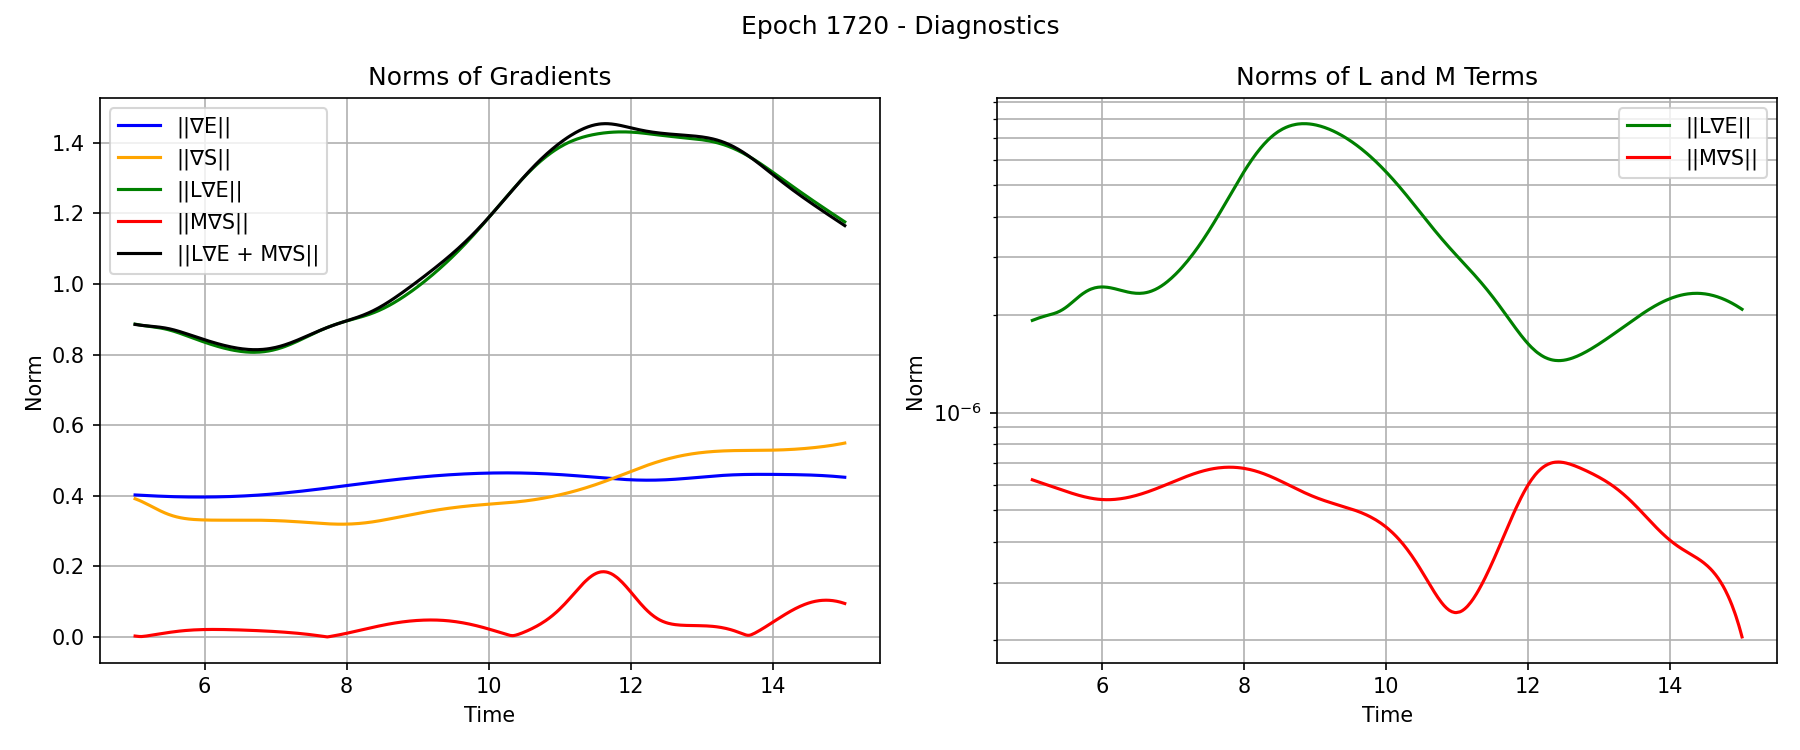 Epoch 1720 - Diagnostics
Norms of Gradients
||∇E||
||∇S||
||L∇E||
||M∇S||
||L∇E + M∇S||
1.4
1.2
1.0
0.8
0.6
0.4
0.2
0.0
Norm
6 8 10 12 14
Time
Norms of L and M Terms
||L∇E||
||M∇S||
10⁻⁶
Norm
6 8 10 12 14
Time